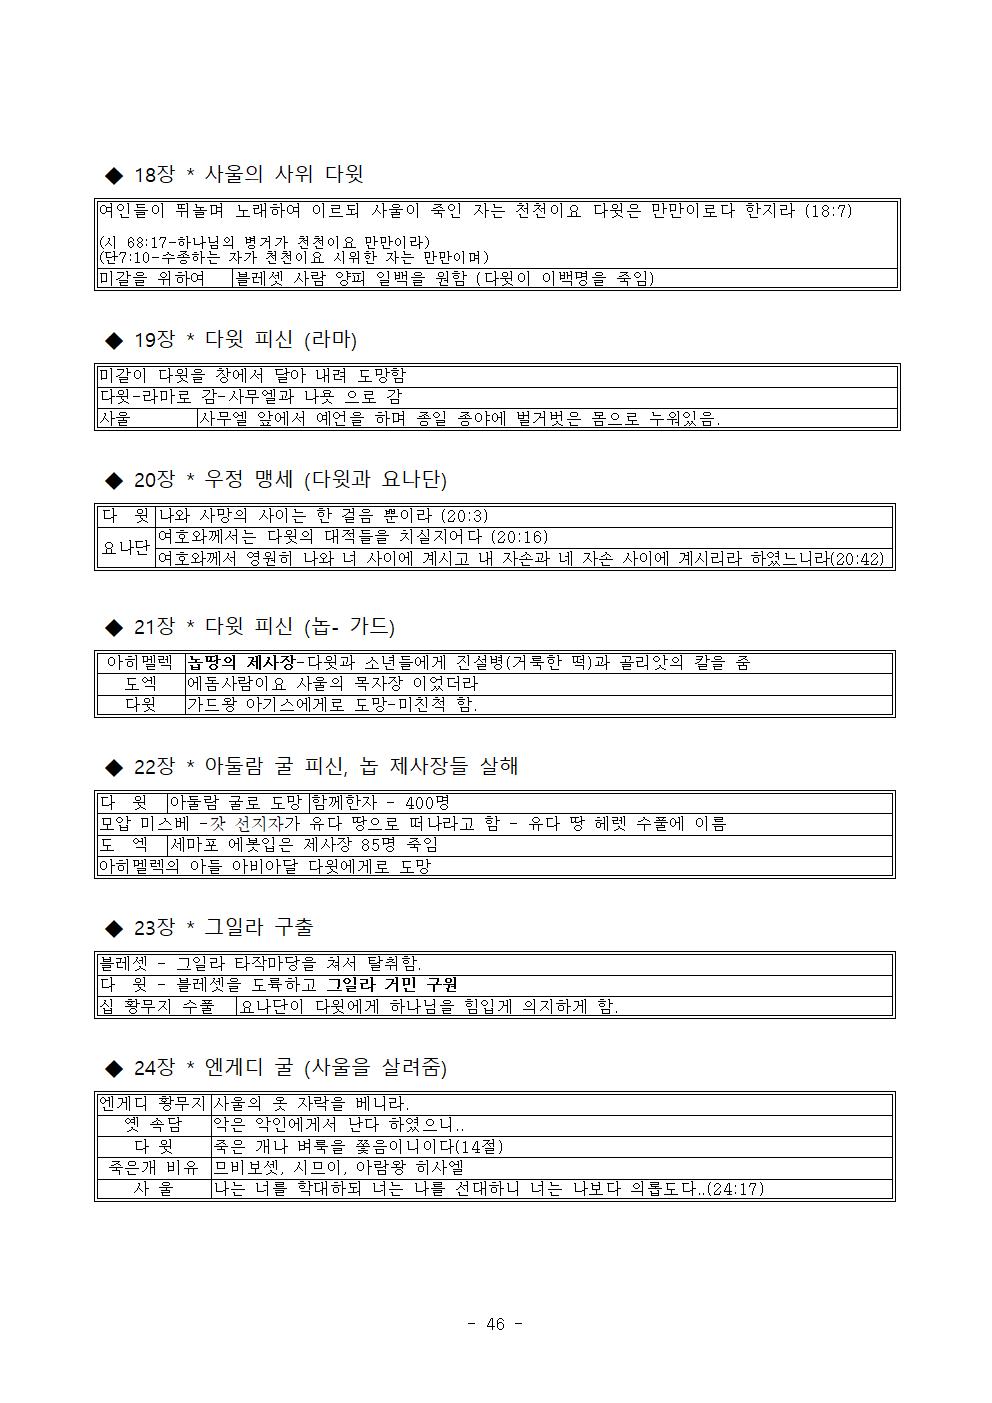 ◆ 18장 * 사울의 사위 다윗
여인들이 뛰놀며 노래하여 이르되 사울이 죽인 자는 천천이요 다윗은 만만이로다 한지라 (18:7)
(시 68:17-하나님의 병거가 천천이요 만만이라)
(단7:10-수종하는 자가 천천이요 시위한 자는 만만이며)
미갈을 위하여 블레셋 사람 양피 일백을 원함 (다윗이 이백명을 죽임)
◆ 19장 * 다윗 피신 (라마)
미갈이 다윗을 창에서 달아 내려 도망함
다윗-라마로 감-사무엘과 나욧 으로 감
사울 사무엘 앞에서 예언을 하며 종일 종야에 벌거벗은 몸으로 누워있음.
◆ 20장 * 우정 맹세 (다윗과 요나단)
다 윗 나와 사망의 사이는 한 걸음 뿐이라 (20:3)
요나단 여호와께서는 다윗의 대적들을 치실지어다 (20:16)
여호와께서 영원히 나와 너 사이에 계시고 내 자손과 네 자손 사이에 계시리라 하였느니라(20:42)
◆ 21장 * 다윗 피신 (놉- 가드)
아히멜렉 놉땅의 제사장-다윗과 소년들에게 진설병(거룩한 떡)과 골리앗의 칼을 줌
도엑 에돔사람이요 사울의 목자장 이었더라
다윗 가드왕 아기스에게로 도망-미친척 함.
◆ 22장 * 아둘람 굴 피신, 놉 제사장들 살해
다 윗 아둘람 굴로 도망 함께한자 - 400명
모압 미스베 -갓 선지자가 유다 땅으로 떠나라고 함 - 유다 땅 헤렛 수풀에 이름
도 엑 세마포 에봇입은 제사장 85명 죽임
아히멜렉의 아들 아비아달 다윗에게로 도망
◆ 23장 * 그일라 구출
블레셋 - 그일라 타작마당을 쳐서 탈취함.
다 윗 - 블레셋을 도륙하고 그일라 거민 구원
십 황무지 수풀 요나단이 다윗에게 하나님을 힘입게 의지하게 함.
◆ 24장 * 엔게디 굴 (사울을 살려줌)
엔게디 황무지 사울의 옷 자락을 베니라.
옛 속담 악은 악인에게서 난다 하였으니..
다 윗 죽은 개나 벼룩을 쫓음이니이다(14절)
죽은개 비유 므비보셋, 시므이, 아람왕 히사엘
사 울 나는 너를 학대하되 너는 나를 선대하니 너는 나보다 의롭도다..(24:17)
- 46 -